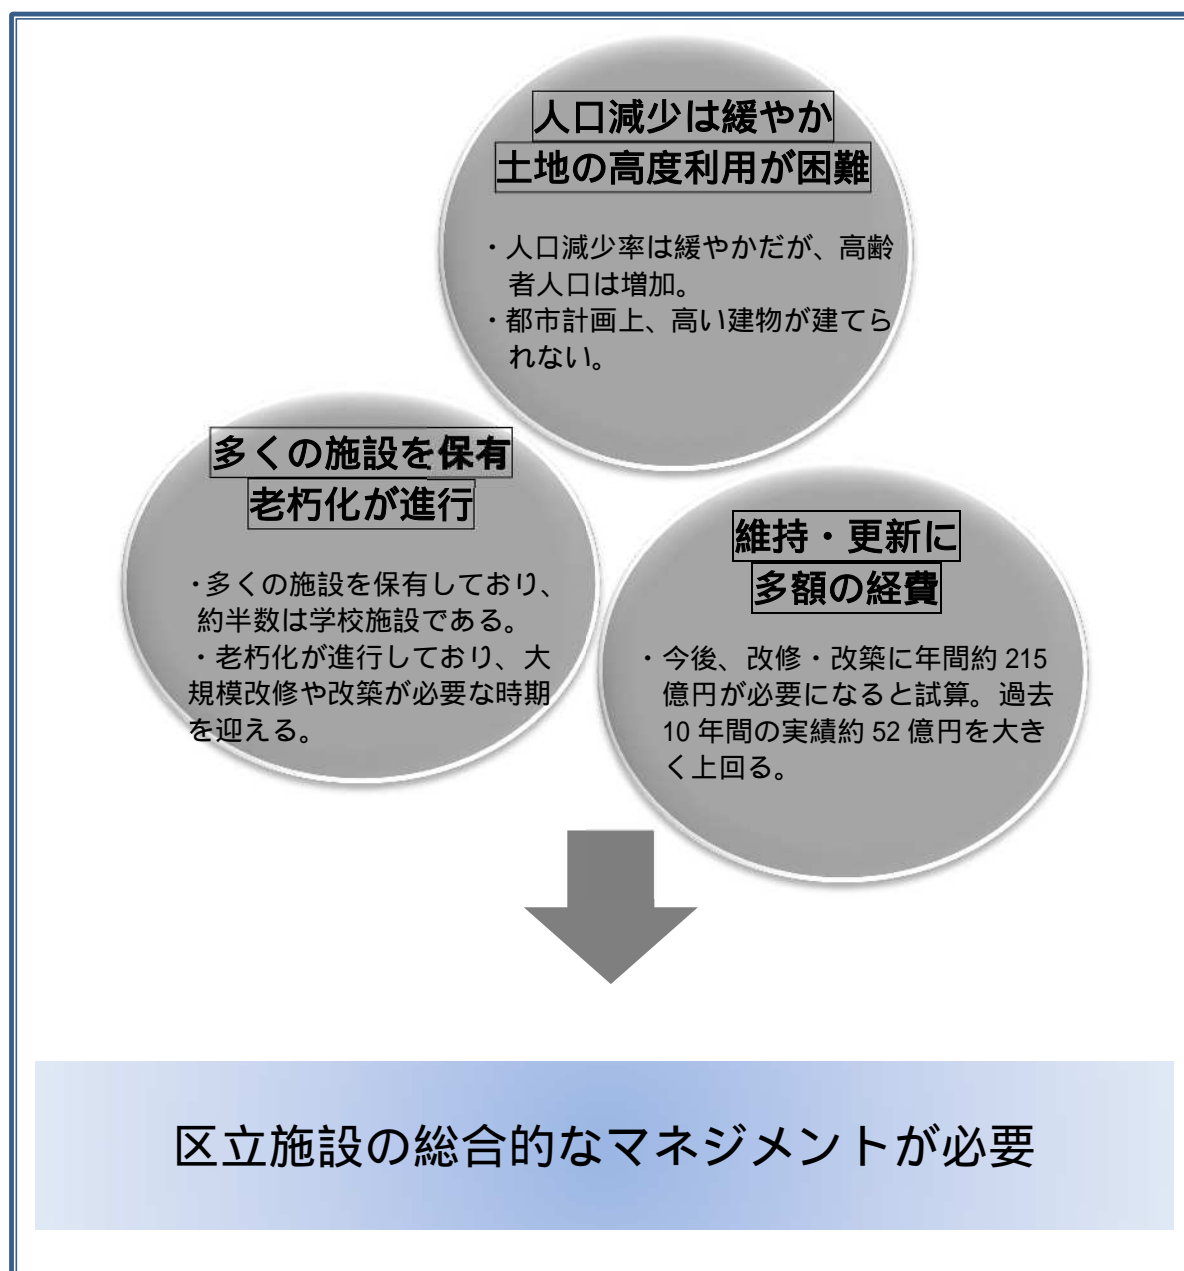 人口減少は緩やか
土地の高度利用が困難
・人口減少率は緩やかだが、高齢
者人口は増加。
・都市計画上、高い建物が建てら
れない。
多くの施設を保有
老朽化が進行
・多くの施設を保有しており、
約半数は学校施設である。
・老朽化が進行しており、大
規模改修や改築が必要な時期
を迎える。
維持・更新に
多額の経費
・今後、改修・改築に年間約 215
億円が必要になると試算。過去
10 年間の実績約 52 億円を大き
く上回る。
区立施設の総合的なマネジメントが必要